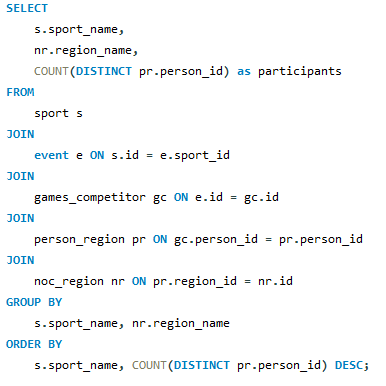 SELECT
    s.sport_name,
    nr.region_name,
    COUNT(DISTINCT pr.person_id) as participants
FROM
    sport s
JOIN
    event e ON s.id = e.sport_id
JOIN
    games_competitor gc ON e.id = gc.id
JOIN
    person_region pr ON gc.person_id = pr.person_id
JOIN
    noc_region nr ON pr.region_id = nr.id
GROUP BY
    s.sport_name, nr.region_name
ORDER BY
    s.sport_name, COUNT(DISTINCT pr.person_id) DESC;